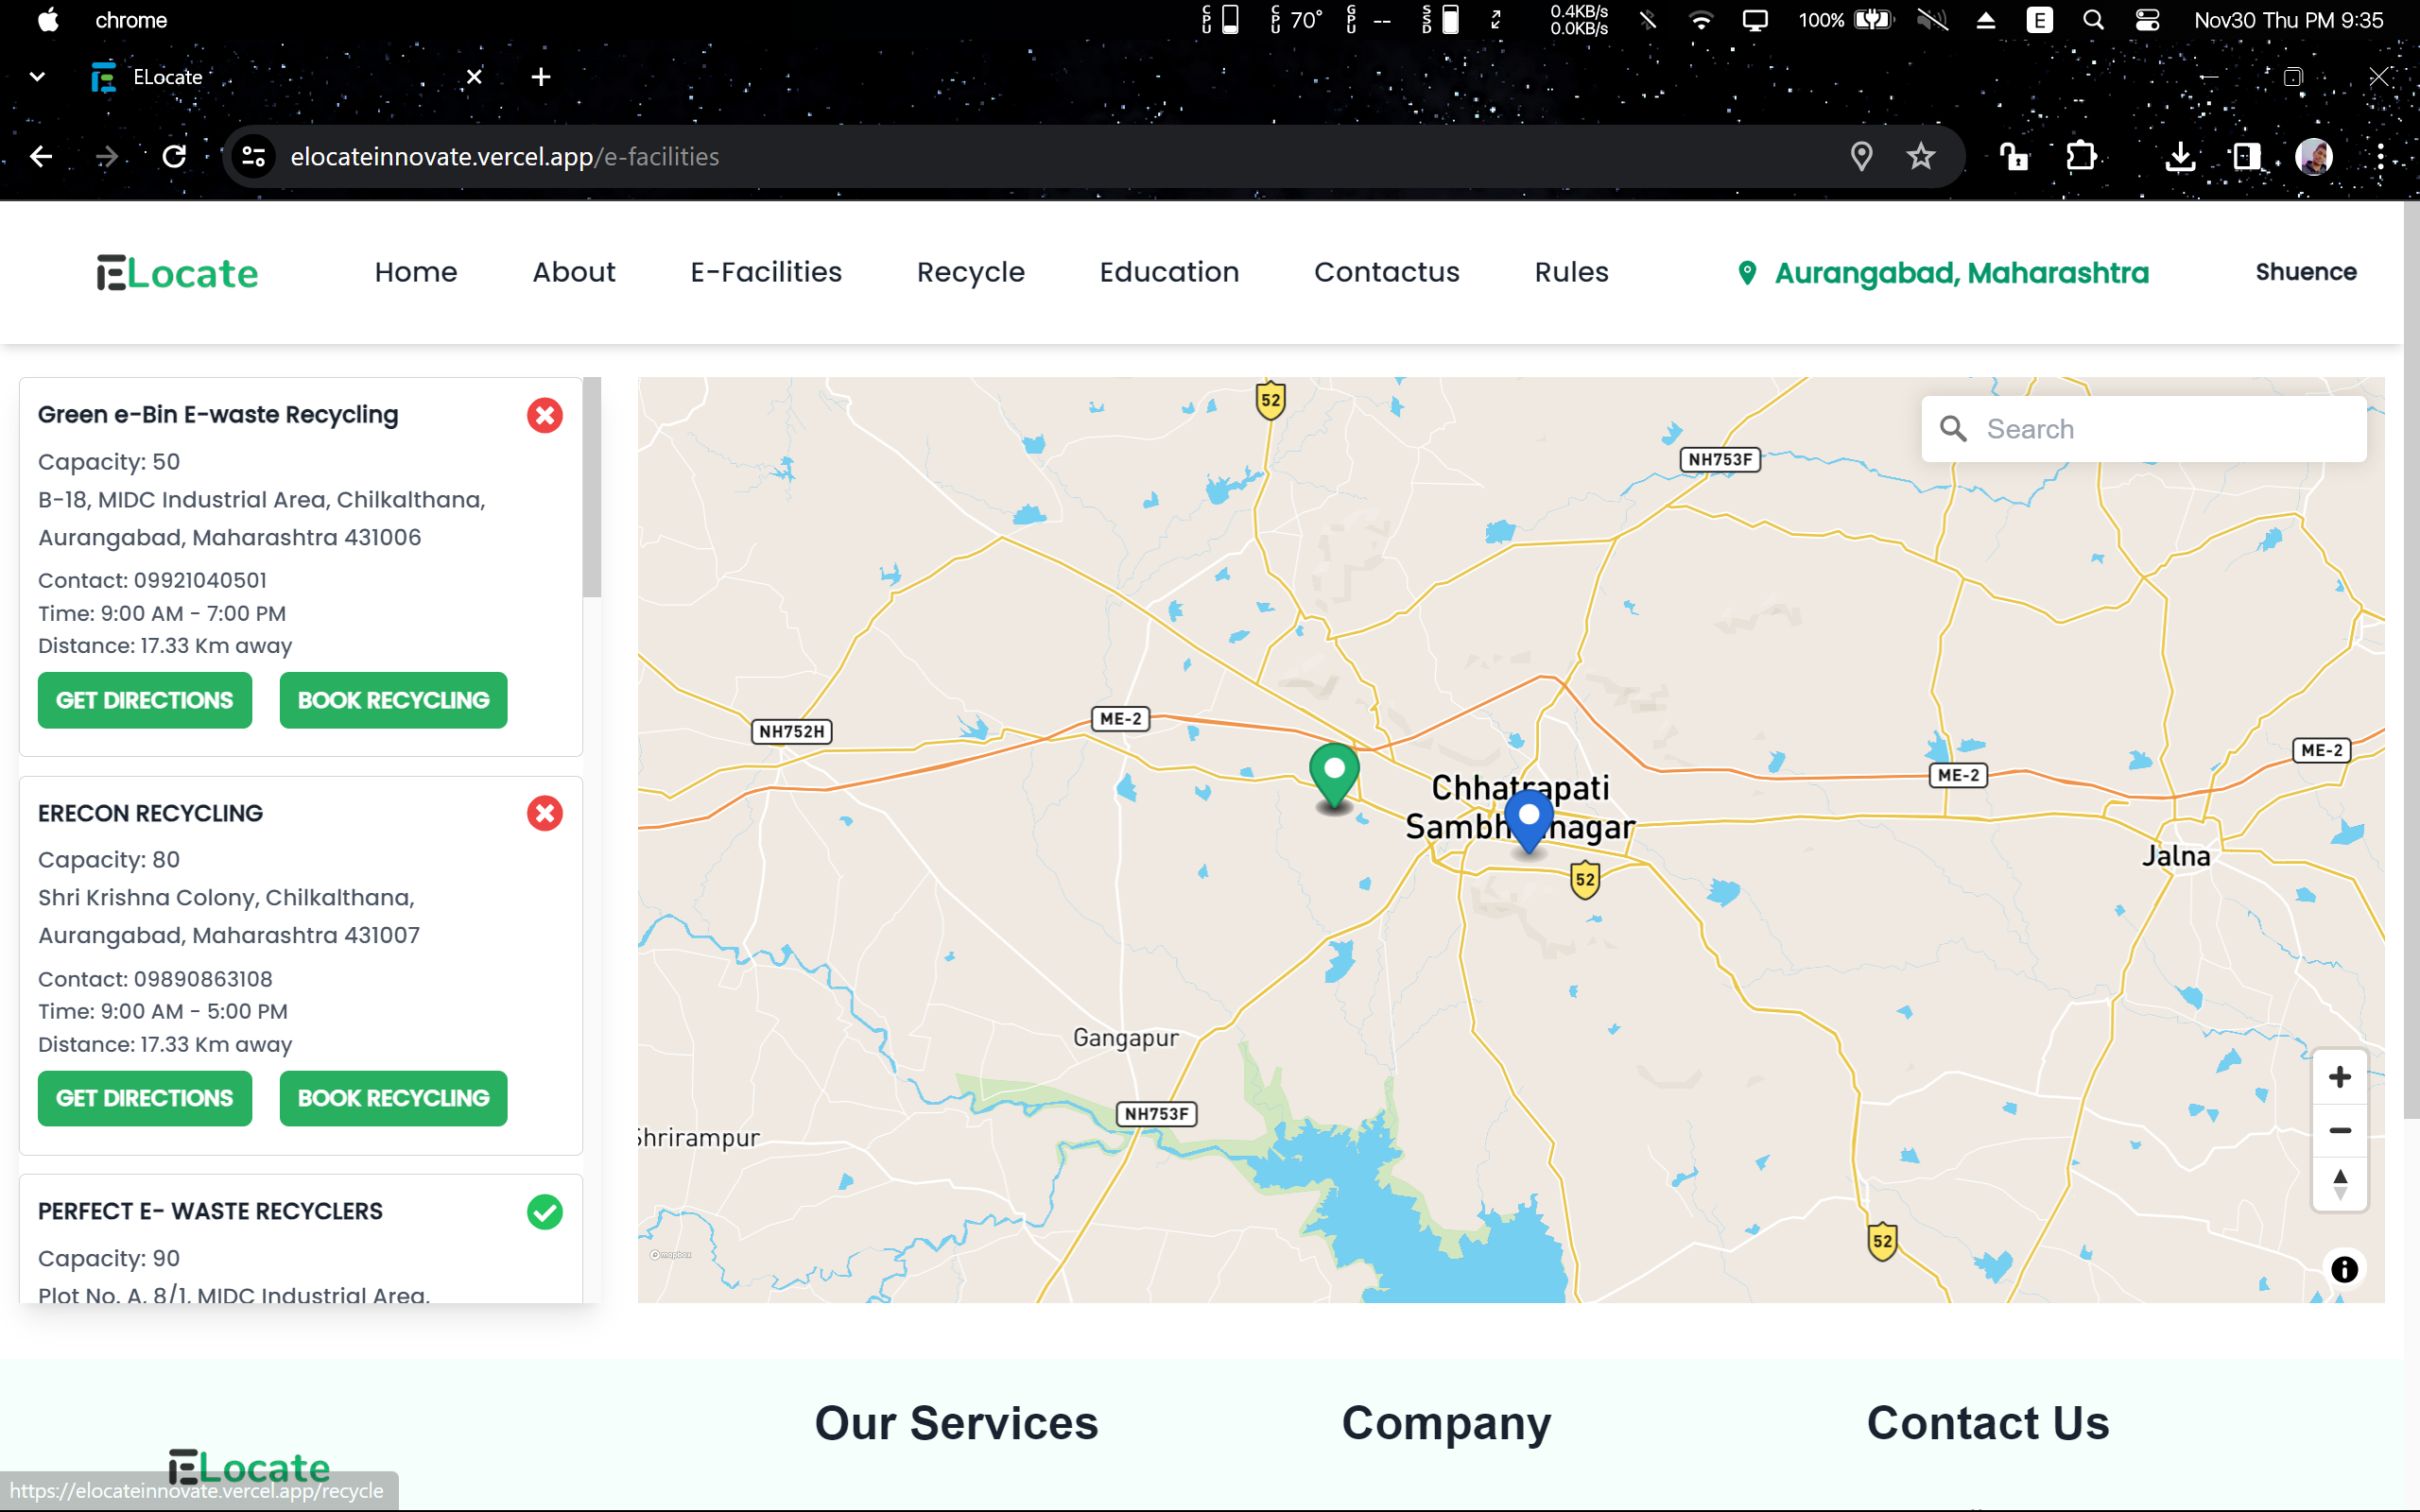 chrome
CPU
CPU 70°
GPU --
SSD
0.4KB/s
0.0KB/s
100%
E
Nov30 Thu PM 9:35
ELocate
elocateinnovate.vercel.app/e-facilities
ELocate
Home
About
E-Facilities
Recycle
Education
Contactus
Rules
Aurangabad, Maharashtra
Shuence
Green e-Bin E-waste Recycling
Capacity: 50
B-18, MIDC Industrial Area, Chilkalthana,
Aurangabad, Maharashtra 431006
Contact: 09921040501
Time: 9:00 AM - 7:00 PM
Distance: 17.33 Km away
GET DIRECTIONS
BOOK RECYCLING
ERECON RECYCLING
Capacity: 80
Shri Krishna Colony, Chilkalthana,
Aurangabad, Maharashtra 431007
Contact: 09890863108
Time: 9:00 AM - 5:00 PM
Distance: 17.33 Km away
GET DIRECTIONS
BOOK RECYCLING
PERFECT E- WASTE RECYCLERS
Capacity: 90
Plot No. A, 8/1, MIDC Industrial Area,
52
NH753F
Search
NH752H
ME-2
ME-2
ME-2
Chhatrapati
52
Jalna
Gangapur
NH753F
Shrirampur
52
mapbox
Our Services
Company
Contact Us
ELocate
https://elocateinnovate.vercel.app/recycle